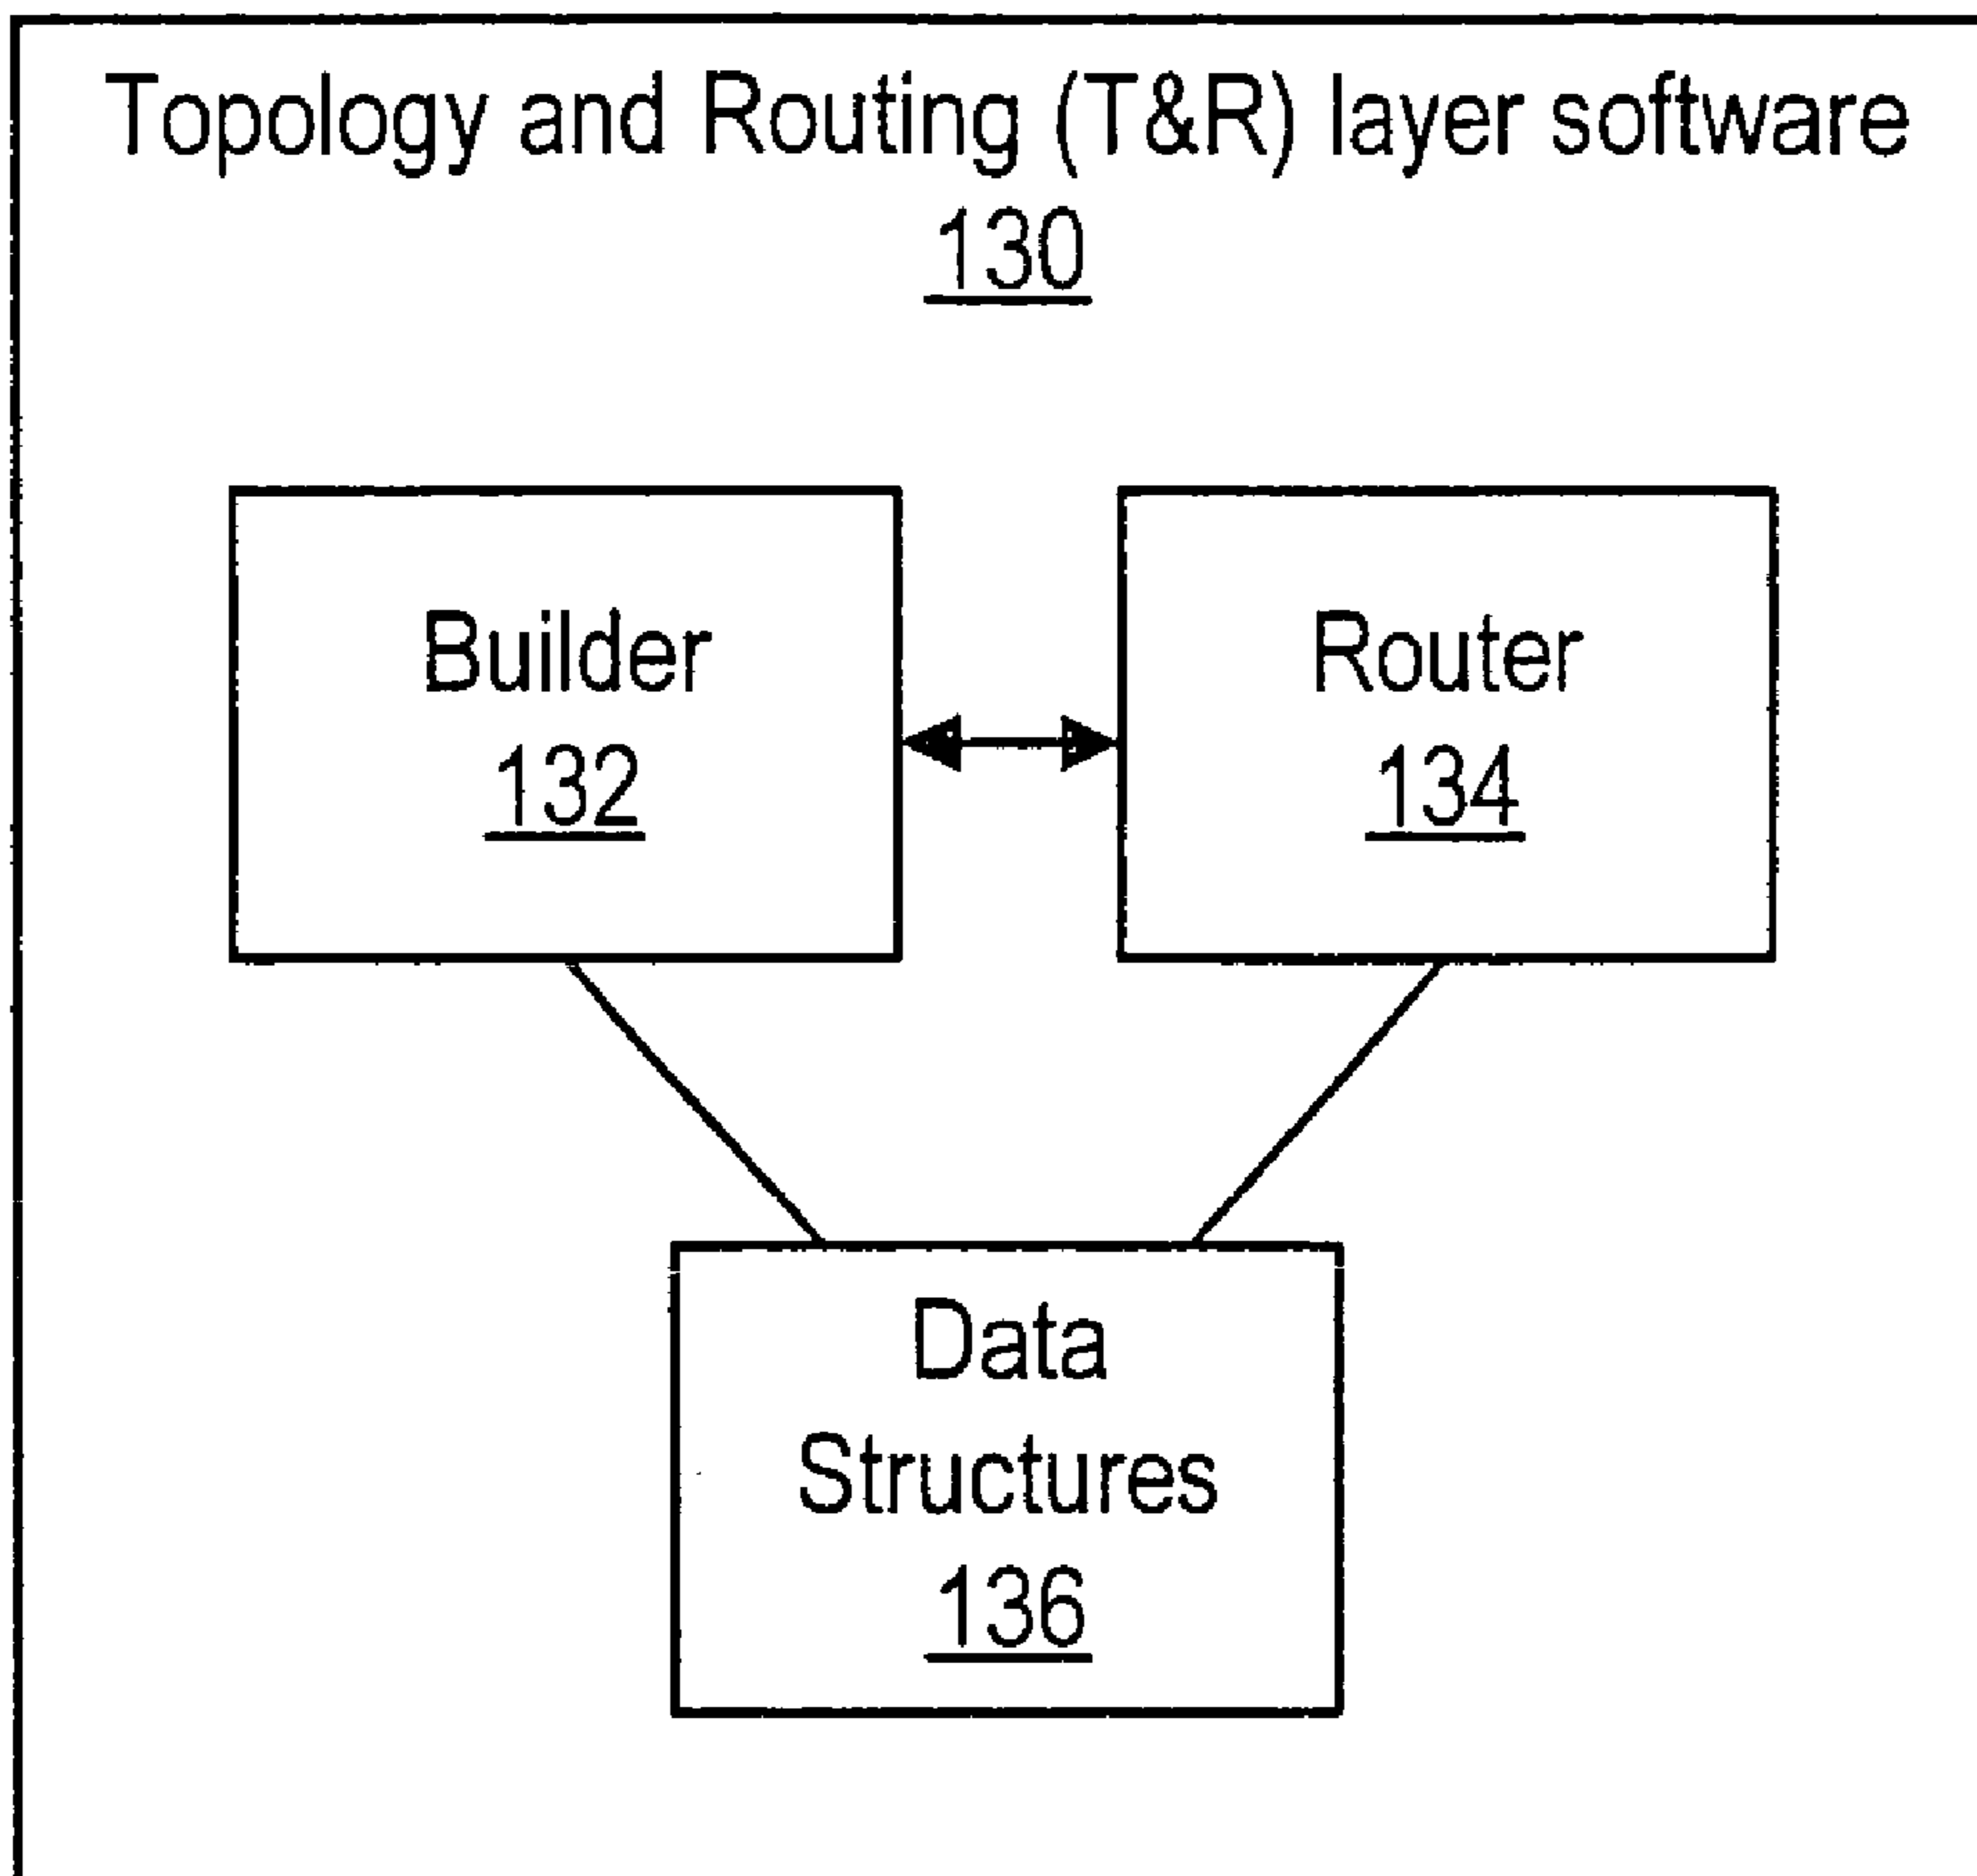 Topology and Routing (T&R) layer software
130
Builder
132
Router
134
Data
Structures
136